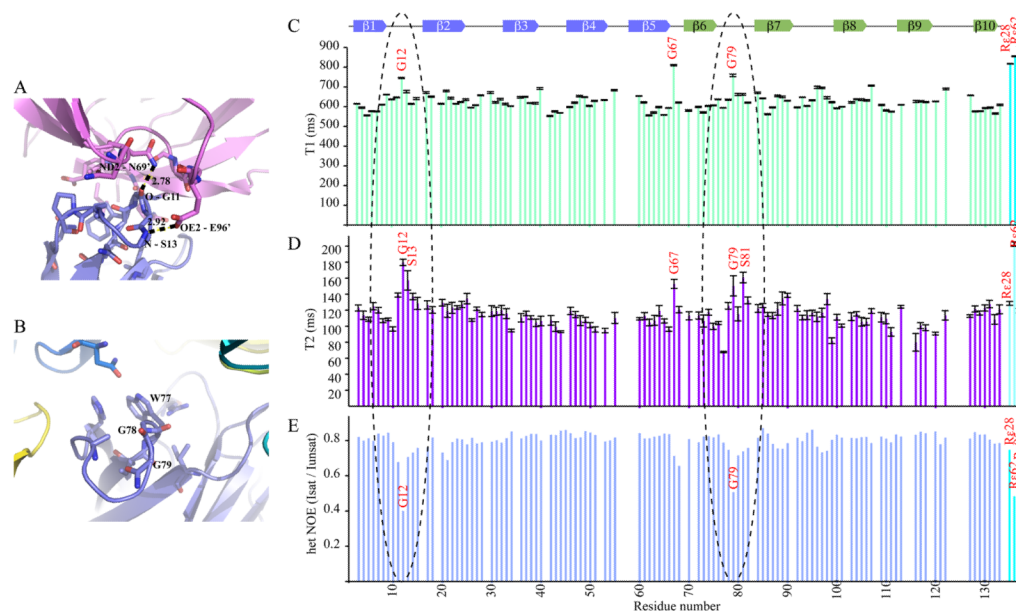 A
ND2 - N69'
2.78
O - G11
2.92
OE2 - E96'
N - S13
B
W77
G78
G79
C
β1 β2 β3 β4 β5 β6 β7 β8 β9 β10
G12 G67 G79 Rε28 Rε62
T1 (ms)
900
800
700
600
500
400
300
200
100
D
G12 S13 G67 G79 S81 Rε28
T2 (ms)
200
180
160
140
120
100
80
60
40
20
E
G12 G79 Rε28 Rε62
het NOE (Isat / Iunsat)
0.8
0.6
0.4
0.2
0
10 20 30 40 50 60 70 80 90 100 110 120 130
Residue number